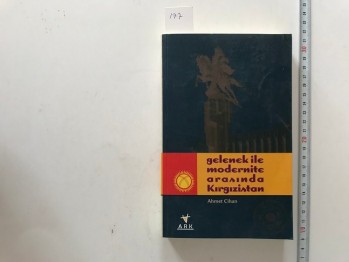 197
gelenek ile
modernite
arasında
Kırgızistan
Ahmet Cihan
ARK